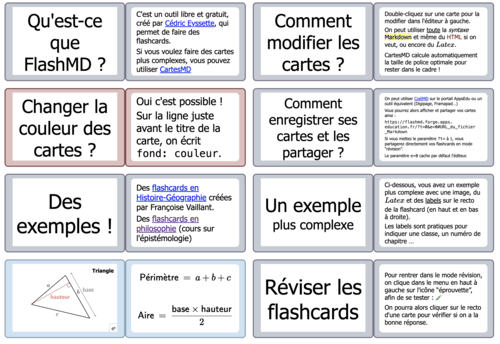 Qu'est-ce
que
FlashMD ?
C'est un outil libre et gratuit,
créé par Cédric Eyssette, qui
permet de faire des
flashcards.
Si vous voulez faire des cartes
plus complexes, vous pouvez
utiliser CartesMD
Comment
modifier les
cartes ?
Double-cliquez sur une carte pour la
modifier dans l'éditeur à gauche.
On peut utiliser toute la syntaxe
Markdown et même du HTML si on
veut, ou encore du Latex.
CartesMD calcule automatiquement
la taille de police optimale pour
rester dans le cadre !
Changer la
couleur des
cartes ?
Oui c'est possible !
Sur la ligne juste
avant le titre de la
carte, on écrit
fond: couleur.
Comment
enregistrer ses
cartes et les
partager ?
On peut utiliser CodiMD sur le portail AppsEdu ou un
outil équivalent (Digipage, Framapad…)
Vous pourrez alors afficher et partager vos cartes
ainsi :
https://flashmd.forge.apps.
education.fr/?t=0&e=0#URL_du_fichier
_Markdown
Si vous mettez le paramètre ?t= à 1, vous
partagerez directement vos flashcards en mode
"révision".
Le paramètre e=0 cache par défaut l'éditeur.
Des
exemples !
Des flashcards en
Histoire-Géographie créées
par Françoise Vaillant.
Des flashcards en
philosophie (cours sur
l'épistémologie)
Un exemple
plus complexe
Ci-dessous, vous avez un exemple
plus complexe avec une image, du
Latex et des labels sur le recto
de la flashcard (en haut et en bas
à droite).
Les labels sont pratiques pour
indiquer une classe, un numéro de
chapitre …
Triangle
a
b
c
hauteur
base
Périmètre = a + b + c
Aire = base × hauteur
2
Réviser les
flashcards
Pour rentrer dans le mode révision,
on clique dans le menu en haut à
gauche sur l'icône "éprouvette",
afin de se tester :
On pourra alors cliquer sur le recto
d'une carte pour vérifier si on a la
bonne réponse.